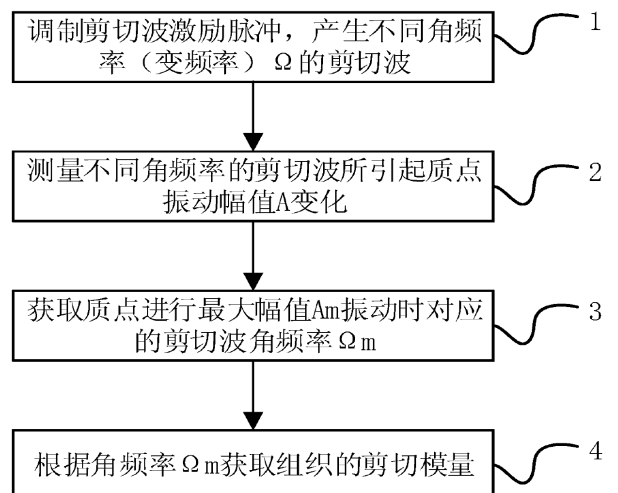 调制剪切波激励脉冲，产生不同角频
率（变频率）Ω的剪切波
1
测量不同角频率的剪切波所引起质点
振动幅值A变化
2
获取质点进行最大幅值Am振动时对应
的剪切波角频率Ωm
3
根据角频率Ωm获取组织的剪切模量
4